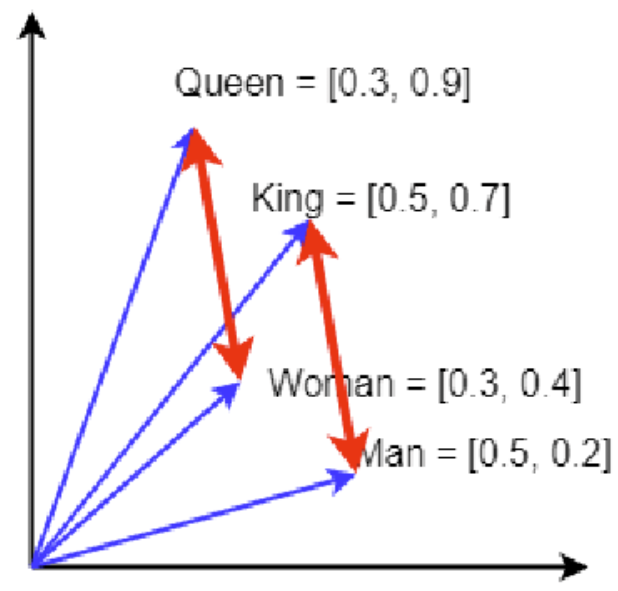 Queen = [0.3, 0.9]
King = [0.5, 0.7]
Woman = [0.3, 0.4]
Man = [0.5, 0.2]